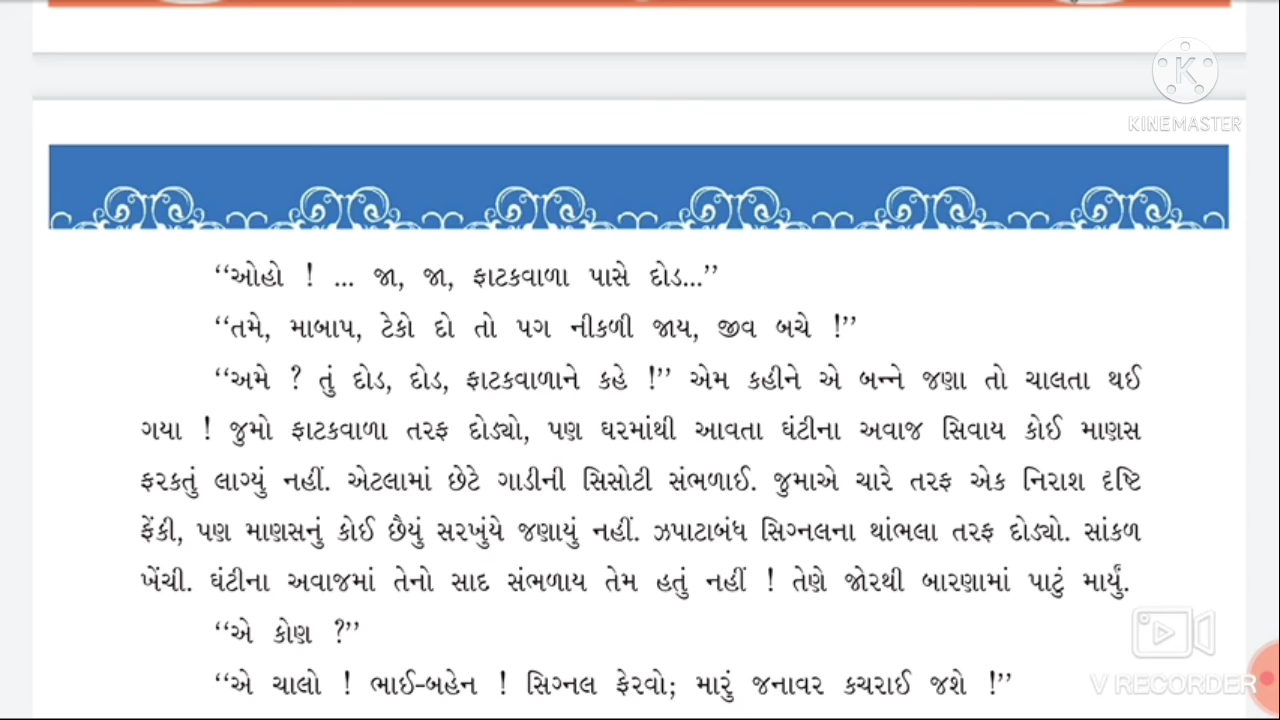 K
KINEMASTER
‘‘ઓહો ! ... જા, જા, ફાટકવાળા પાસે દોડ...’’
‘‘તમે, માબાપ, ટેકો દો તો પગ નીકળી જાય, જીવ બચે !’’
‘‘અમે ? તું દોડ, દોડ, ફાટકવાળાને કહે !’’ એમ કહીને એ બન્ને જણા તો ચાલતા થઈ
ગયા ! જુમો ફાટકવાળા તરફ દોડ્યો, પણ ઘરમાંથી આવતા ઘંટીના અવાજ સિવાય કોઈ માણસ
ફરકતું લાગ્યું નહીં. એટલામાં છેટે ગાડીની સિસોટી સંભળાઈ. જુમાએ ચારે તરફ એક નિરાશ દૃષ્ટિ
ફેંકી, પણ માણસનું કોઈ છૈયું સરખુંયે જણાયું નહીં. ઝપાટાબંધ સિગ્નલના થાંભલા તરફ દોડ્યો. સાંકળ
ખેંચી. ઘંટીના અવાજમાં તેનો સાદ સંભળાય તેમ હતું નહીં ! તેણે જોરથી બારણામાં પાટું માર્યું.
‘‘એ કોણ ?’’
‘‘એ ચાલો ! ભાઈ-બહેન ! સિગ્નલ ફેરવો; મારું જનાવર કચરાઈ જશે !’’
V RECORDER